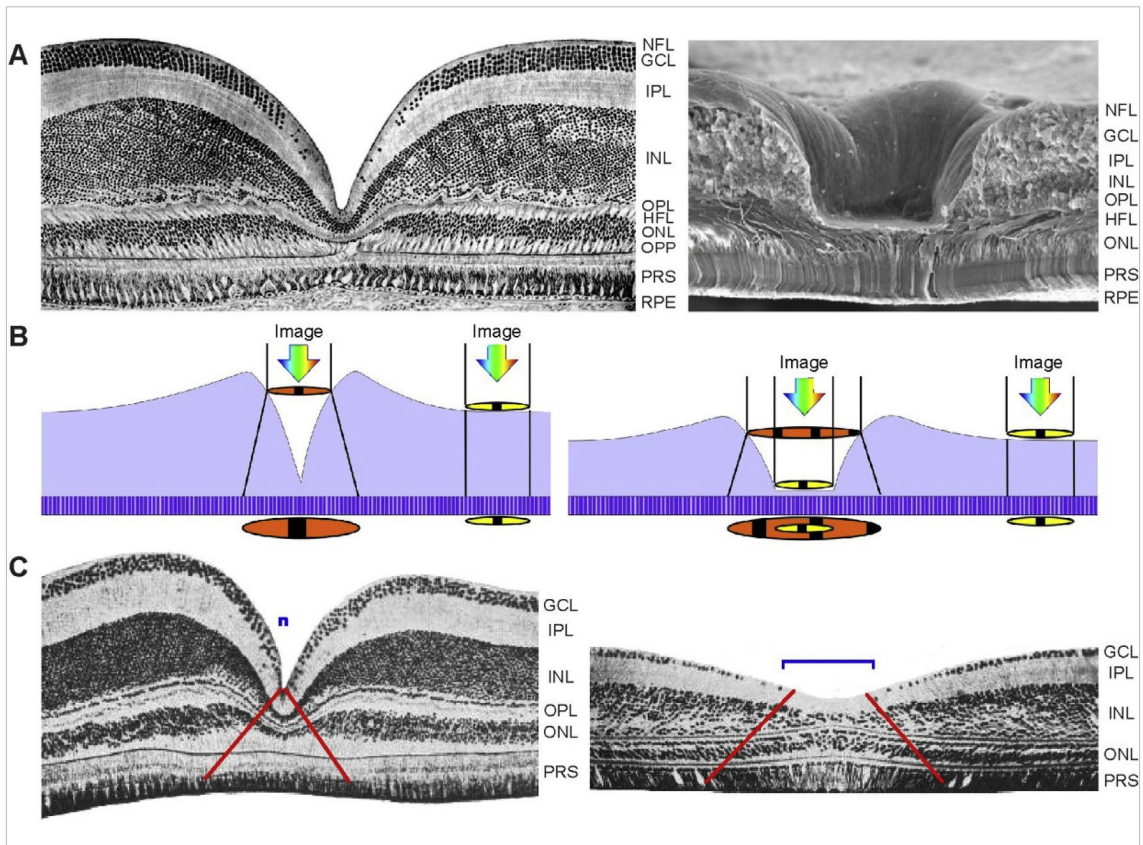 A
NFL
GCL
IPL
INL
OPL
HFL
ONL
OPP
PRS
RPE
NFL
GCL
IPL
INL
OPL
HFL
ONL
PRS
RPE
B
Image
Image
Image
Image
C
n
GCL
IPL
INL
OPL
ONL
PRS
GCL
IPL
INL
ONL
PRS